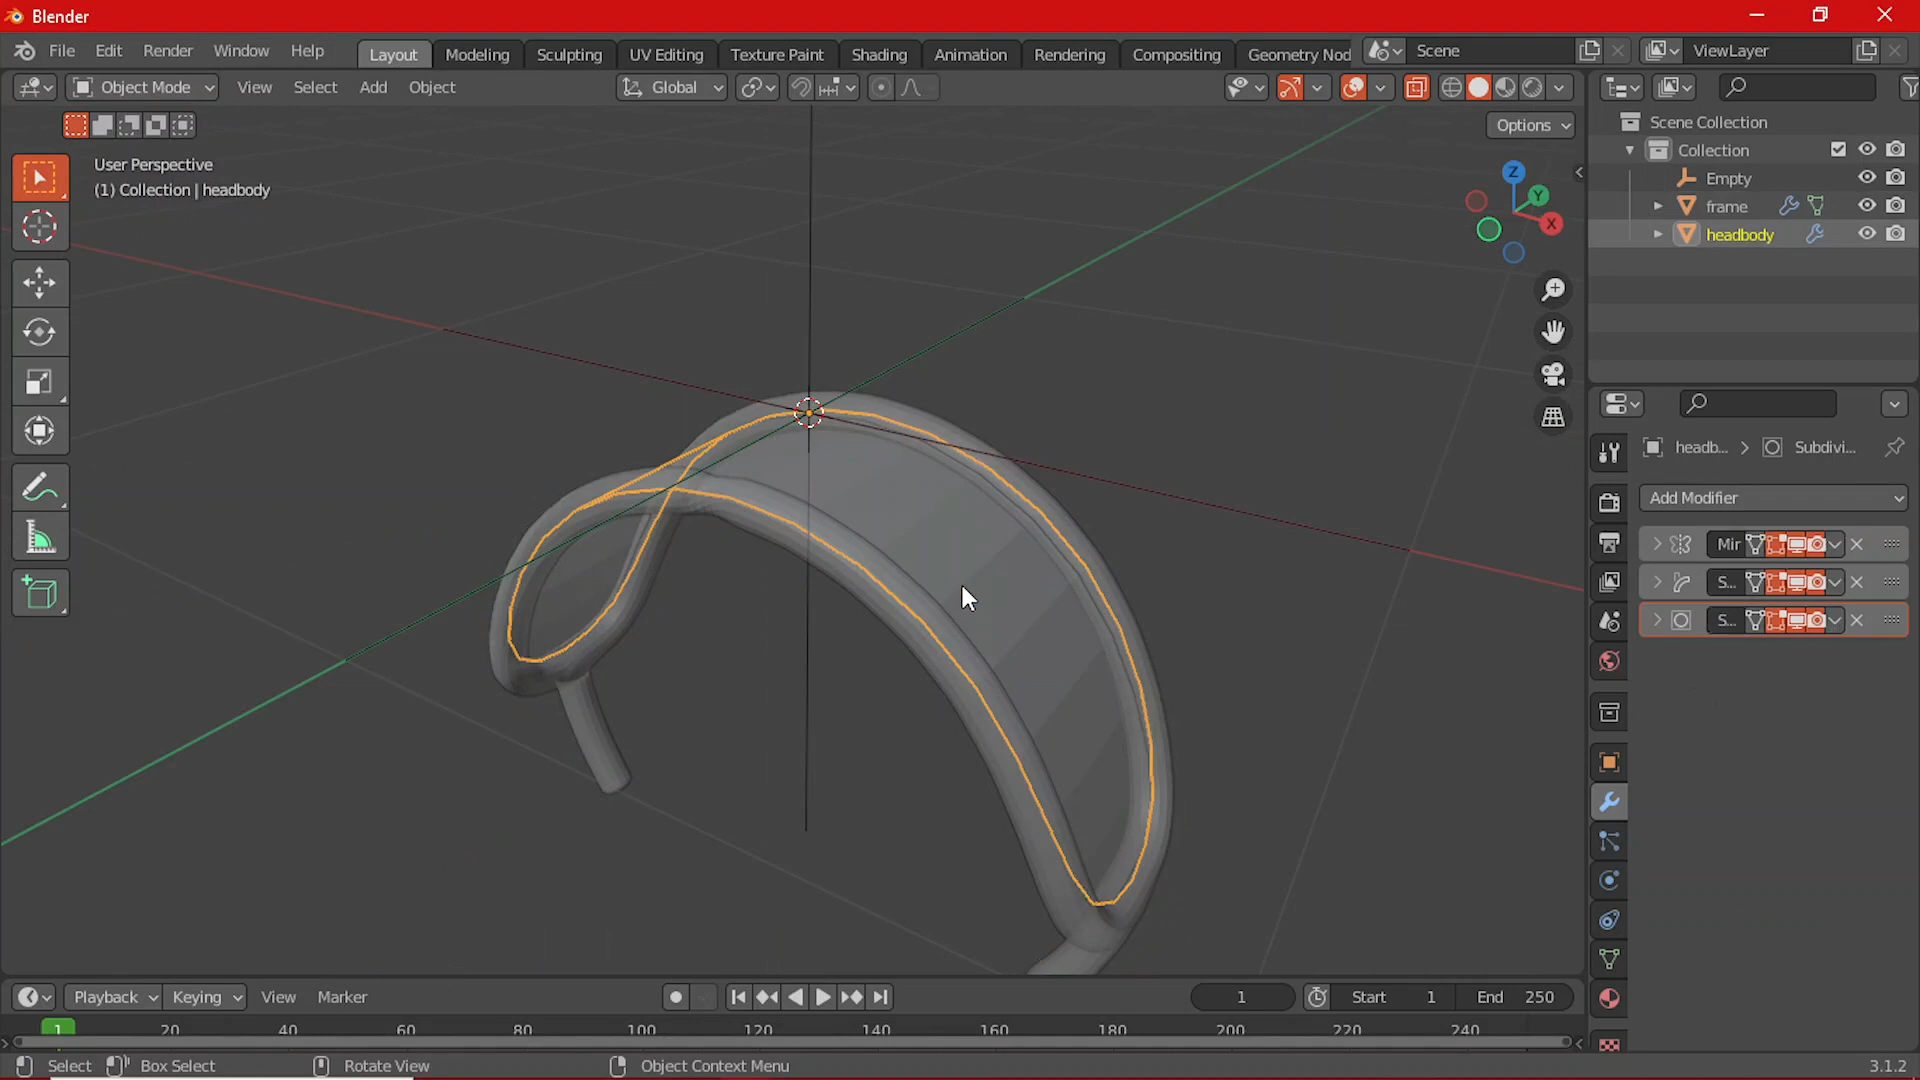 Blender
File Edit Render Window Help Layout Modeling Sculpting UV Editing Texture Paint Shading Animation Rendering Compositing Geometry Nod Scene ViewLayer
Object Mode View Select Add Object Global
Options
User Perspective
(1) Collection | headbody
Z
Y
X
Scene Collection
Collection
Empty
frame
headbody
headb... Subdivi...
Add Modifier
Mir
S...
S...
Playback Keying View Marker 1 Start 1 End 250
1 20 40 60 80 100 120 140 160 180 200 220 240
Select Box Select Rotate View Object Context Menu 3.1.2